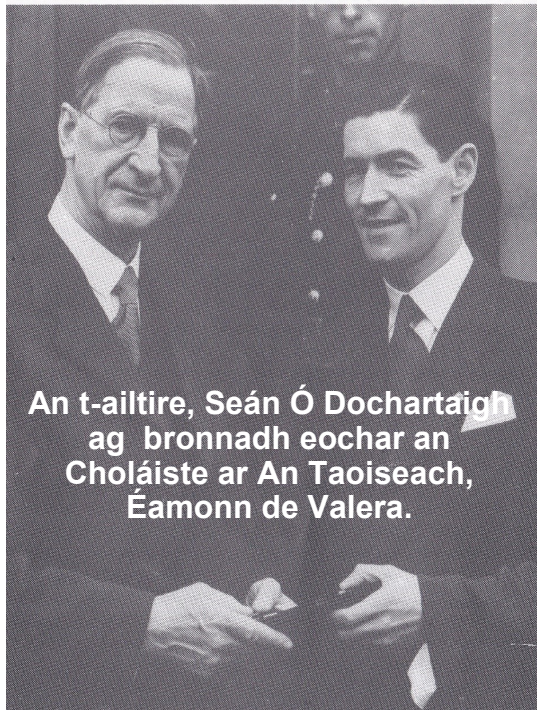 An t-ailtire, Seán Ó Dochartaigh
ag bronnadh eochar an
Choláiste ar An Taoiseach,
Éamonn de Valera.